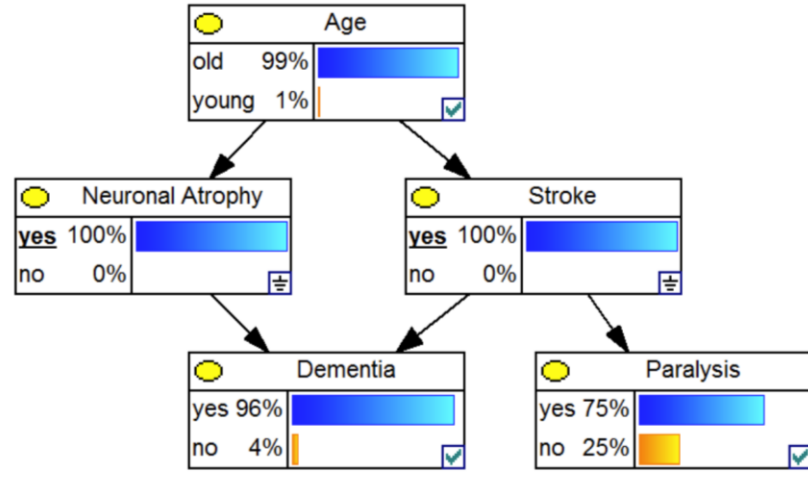 Age
old 99%
young 1%
Neuronal Atrophy
yes 100%
no 0%
Stroke
yes 100%
no 0%
Dementia
yes 96%
no 4%
Paralysis
yes 75%
no 25%